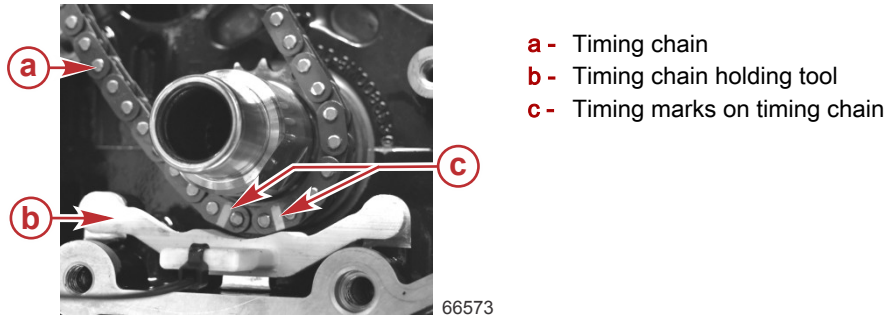 a
b
c
a - Timing chain
b - Timing chain holding tool
c - Timing marks on timing chain
66573